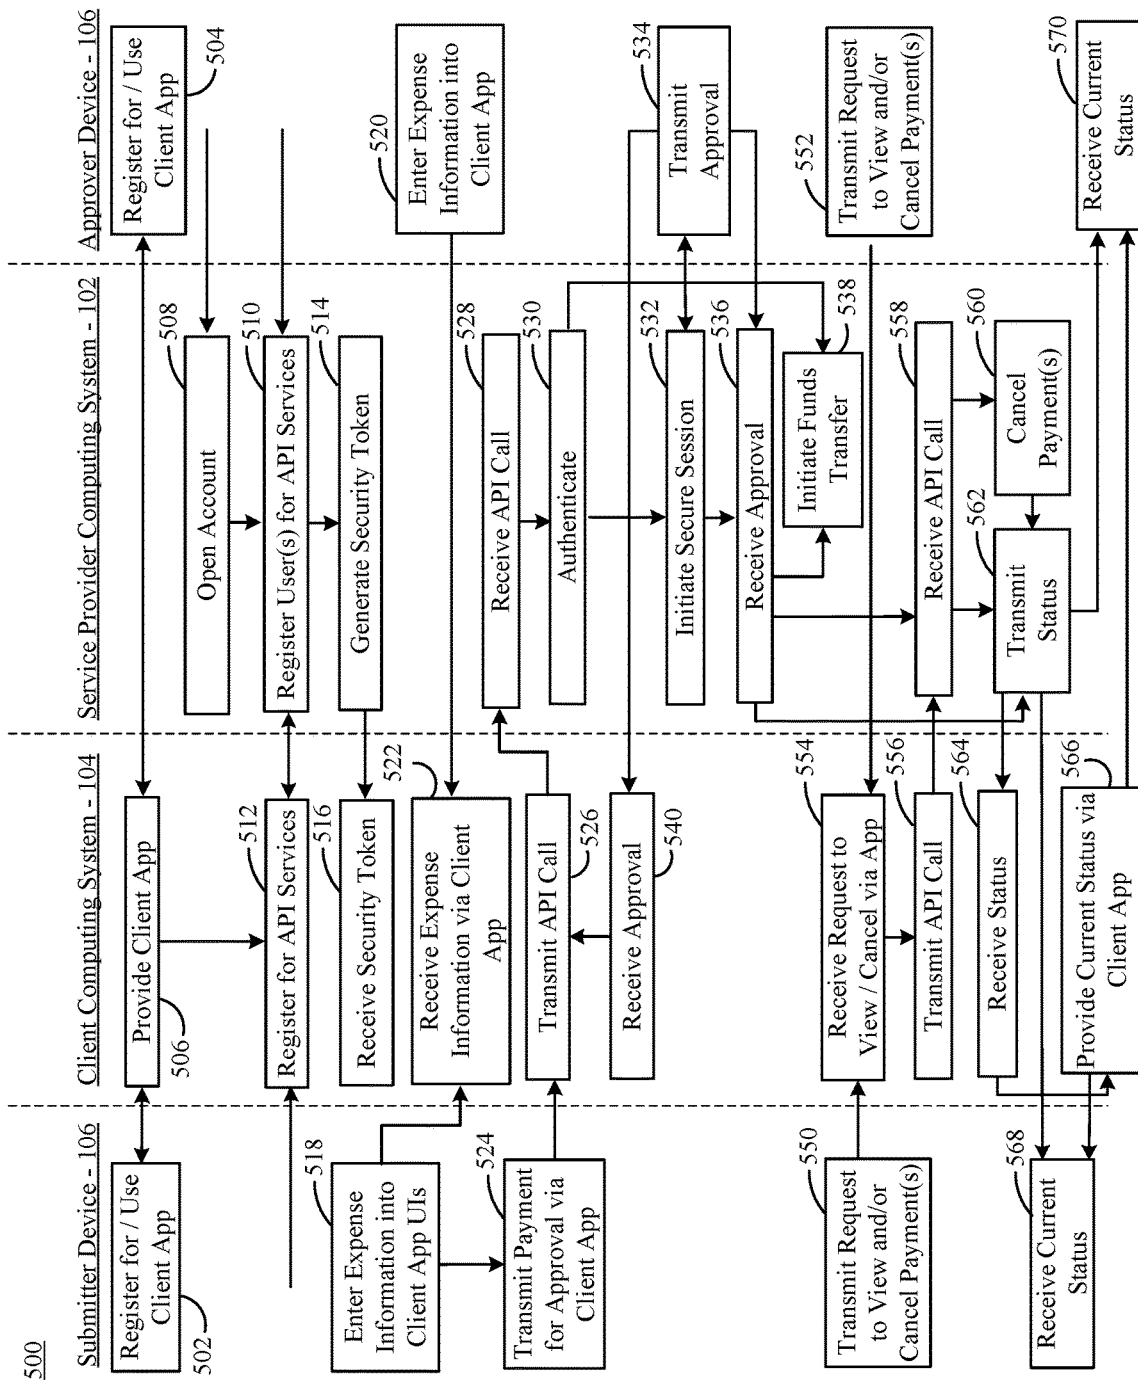 500
Submitter Device - 106
Client Computing System - 104
Service Provider Computing System - 102
Approver Device - 106
Register for / Use
Client App
502
Provide Client App
506
Register for / Use
Client App
504
Open Account
508
Register for API Services
512
Register User(s) for API Services
510
Receive Security Token
516
Generate Security Token
514
Enter Expense
Information into
Client App UIs
518
Receive Expense
Information via Client
App
522
Enter Expense
Information into
Client App
520
Transmit Payment
for Approval via
Client App
524
Transmit API Call
526
Receive API Call
528
Authenticate
530
Receive Approval
540
Initiate Secure Session
532
Transmit
Approval
534
Receive Approval
536
Initiate Funds
Transfer
538
Transmit Request
to View and/or
Cancel Payment(s)
550
Receive Request to
View / Cancel via App
554
Transmit Request
to View and/or
Cancel Payment(s)
552
Transmit API Call
556
Receive API Call
558
Receive Status
564
Transmit
Status
562
Cancel
Payment(s)
560
Receive Current
Status
568
Provide Current Status via
Client App
566
Receive Current
Status
570